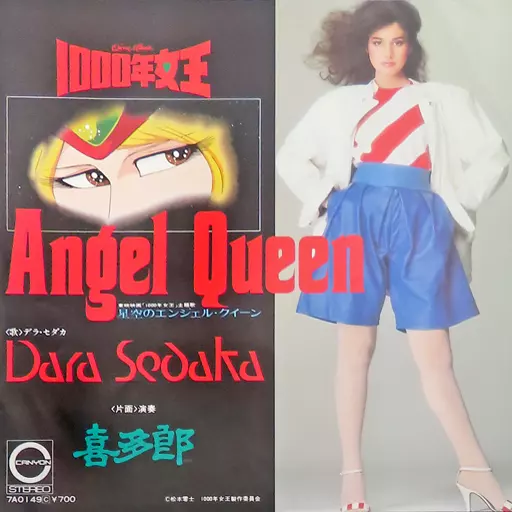 1000年女王
Angel Queen
東映映画「1000年女王」主題歌
星空のエンジェル・クイーン
〈歌〉デラ・セダカ
Dara Sedaka
〈片面〉演奏
喜多郎
CANYON
STEREO
7A0149 Ⓒ ¥700
©松本零士 1000年女王製作委員会